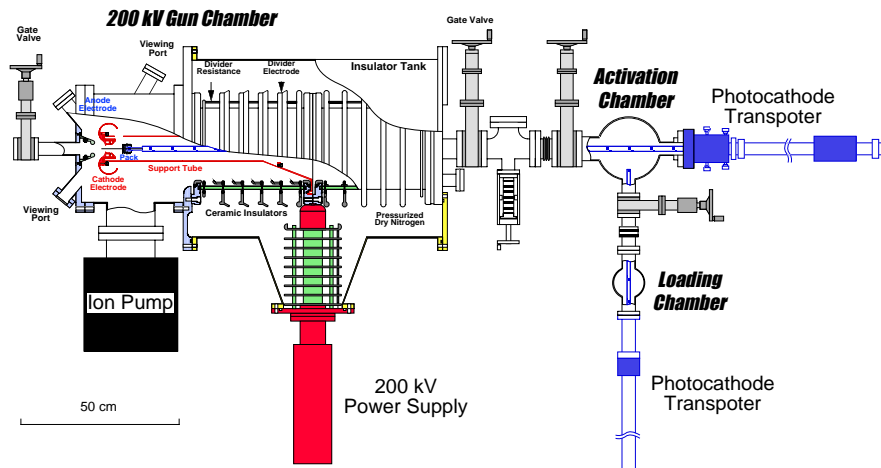 200 kV Gun Chamber
Gate Valve
Gate
Valve
Viewing
Port
Divider
Resistance
Divider
Electrode
Insulator Tank
Activation
Chamber
Photocathode
Transpoter
Anode
Electrode
Pack
Support Tube
Cathode
Electrode
Viewing
Port
Ceramic Insulators
Pressurized
Dry Nitrogen
Loading
Chamber
Ion Pump
200 kV
Power Supply
Photocathode
Transpoter
50 cm